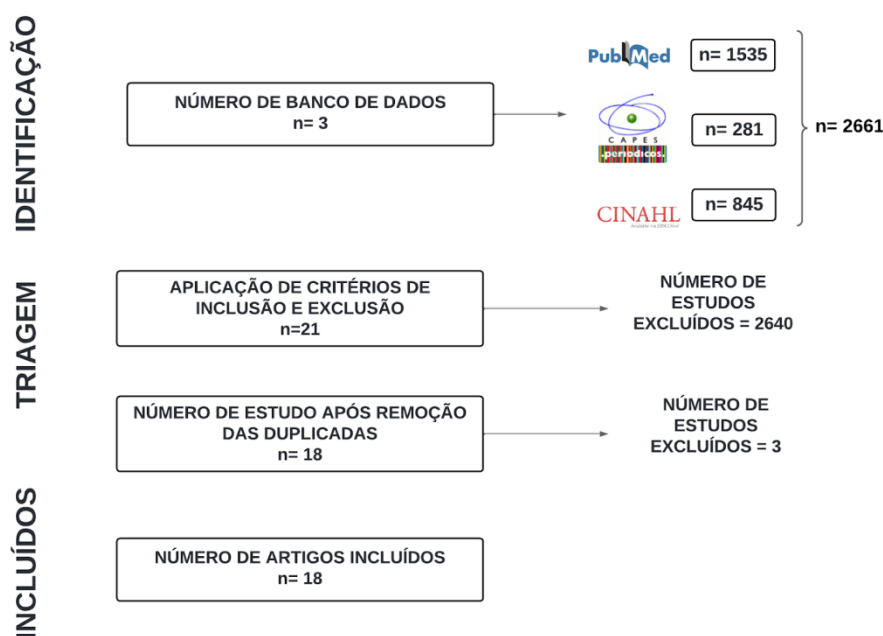 IDENTIFICAÇÃO
NÚMERO DE BANCO DE DADOS
n= 3
PubMed
n= 1535
CAPES
.periodicos.
n= 281
CINAHL
n= 845
n= 2661
TRIAGEM
APLICAÇÃO DE CRITÉRIOS DE
INCLUSÃO E EXCLUSÃO
n=21
NÚMERO DE
ESTUDOS
EXCLUÍDOS = 2640
NÚMERO DE ESTUDO APÓS REMOÇÃO
DAS DUPLICADAS
n= 18
NÚMERO DE
ESTUDOS
EXCLUÍDOS = 3
INCLUÍDOS
NÚMERO DE ARTIGOS INCLUÍDOS
n= 18